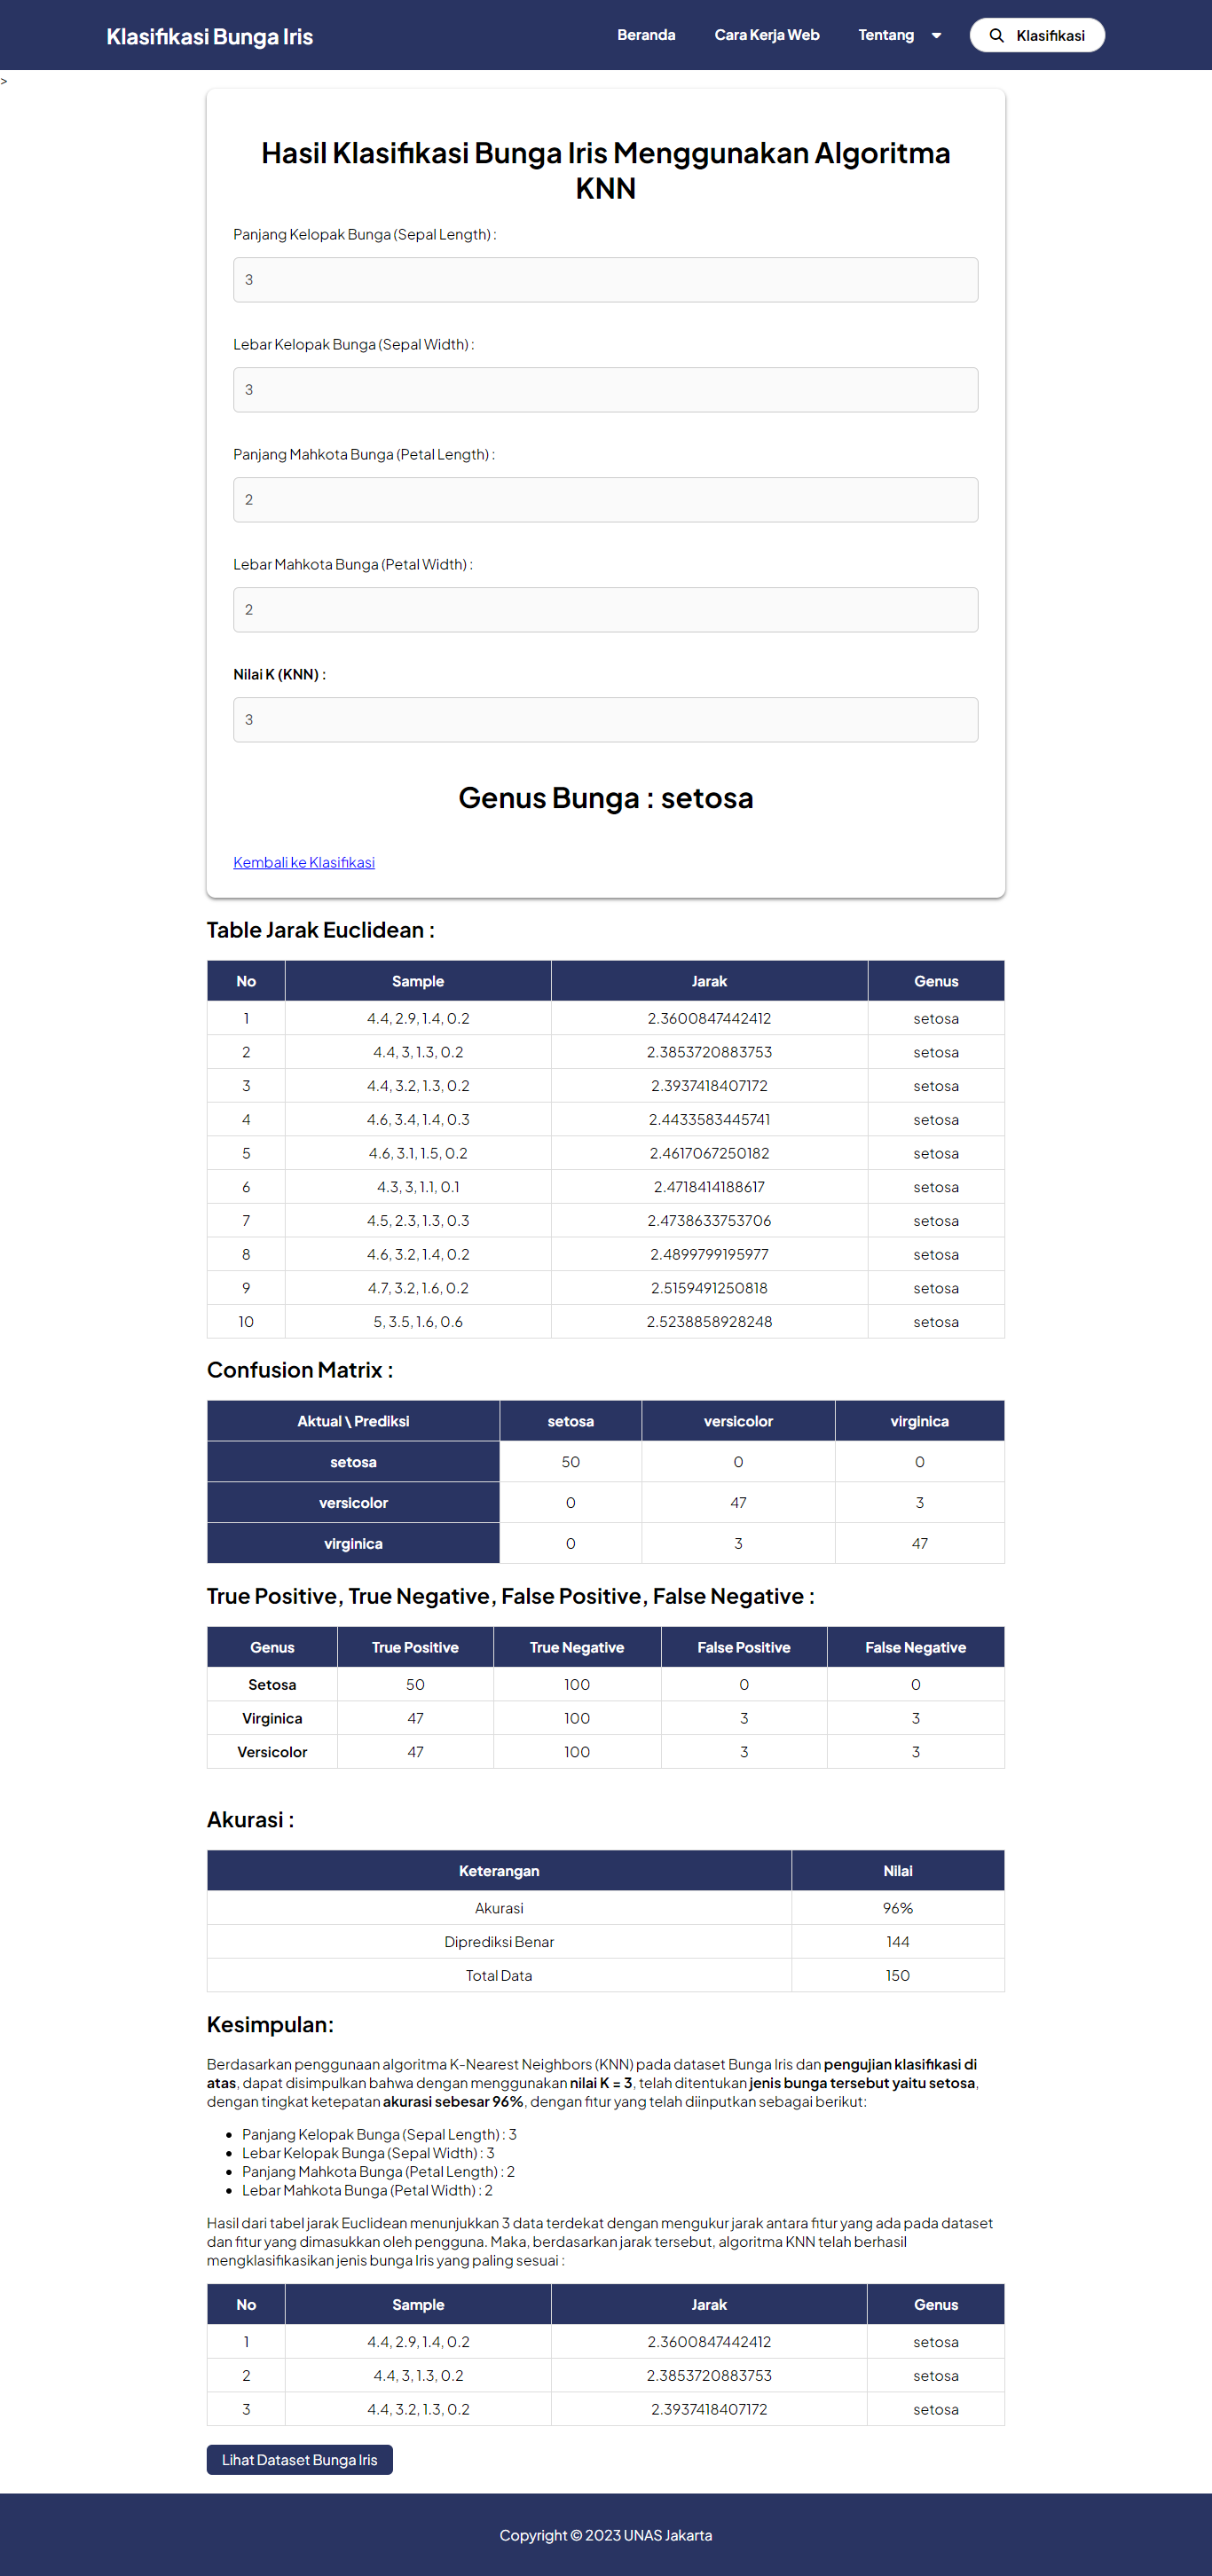 Klasifikasi Bunga Iris
Beranda
Cara Kerja Web
Tentang
Klasifikasi
>
Hasil Klasifikasi Bunga Iris Menggunakan Algoritma
KNN
Panjang Kelopak Bunga (Sepal Length) :
3
Lebar Kelopak Bunga (Sepal Width) :
3
Panjang Mahkota Bunga (Petal Length) :
2
Lebar Mahkota Bunga (Petal Width) :
2
Nilai K (KNN) :
3
Genus Bunga : setosa
Kembali ke Klasifikasi
Table Jarak Euclidean :
No Sample Jarak Genus
1 4.4, 2.9, 1.4, 0.2 2.3600847442412 setosa
2 4.4, 3, 1.3, 0.2 2.3853720883753 setosa
3 4.4, 3.2, 1.3, 0.2 2.3937418407172 setosa
4 4.6, 3.4, 1.4, 0.3 2.4433583445741 setosa
5 4.6, 3.1, 1.5, 0.2 2.4617067250182 setosa
6 4.3, 3, 1.1, 0.1 2.4718414188617 setosa
7 4.5, 2.3, 1.3, 0.3 2.4738633753706 setosa
8 4.6, 3.2, 1.4, 0.2 2.4899799195977 setosa
9 4.7, 3.2, 1.6, 0.2 2.5159491250818 setosa
10 5, 3.5, 1.6, 0.6 2.5238858928248 setosa
Confusion Matrix :
Aktual \ Prediksi setosa versicolor virginica
setosa 50 0 0
versicolor 0 47 3
virginica 0 3 47
True Positive, True Negative, False Positive, False Negative :
Genus True Positive True Negative False Positive False Negative
Setosa 50 100 0 0
Virginica 47 100 3 3
Versicolor 47 100 3 3
Akurasi :
Keterangan Nilai
Akurasi 96%
Diprediksi Benar 144
Total Data 150
Kesimpulan:
Berdasarkan penggunaan algoritma K-Nearest Neighbors (KNN) pada dataset Bunga Iris dan pengujian klasifikasi di
atas, dapat disimpulkan bahwa dengan menggunakan nilai K = 3, telah ditentukan jenis bunga tersebut yaitu setosa,
dengan tingkat ketepatan akurasi sebesar 96%, dengan fitur yang telah diinputkan sebagai berikut:
• Panjang Kelopak Bunga (Sepal Length) : 3
• Lebar Kelopak Bunga (Sepal Width) : 3
• Panjang Mahkota Bunga (Petal Length) : 2
• Lebar Mahkota Bunga (Petal Width) : 2
Hasil dari tabel jarak Euclidean menunjukkan 3 data terdekat dengan mengukur jarak antara fitur yang ada pada dataset
dan fitur yang dimasukkan oleh pengguna. Maka, berdasarkan jarak tersebut, algoritma KNN telah berhasil
mengklasifikasikan jenis bunga Iris yang paling sesuai :
No Sample Jarak Genus
1 4.4, 2.9, 1.4, 0.2 2.3600847442412 setosa
2 4.4, 3, 1.3, 0.2 2.3853720883753 setosa
3 4.4, 3.2, 1.3, 0.2 2.3937418407172 setosa
Lihat Dataset Bunga Iris
Copyright © 2023 UNAS Jakarta